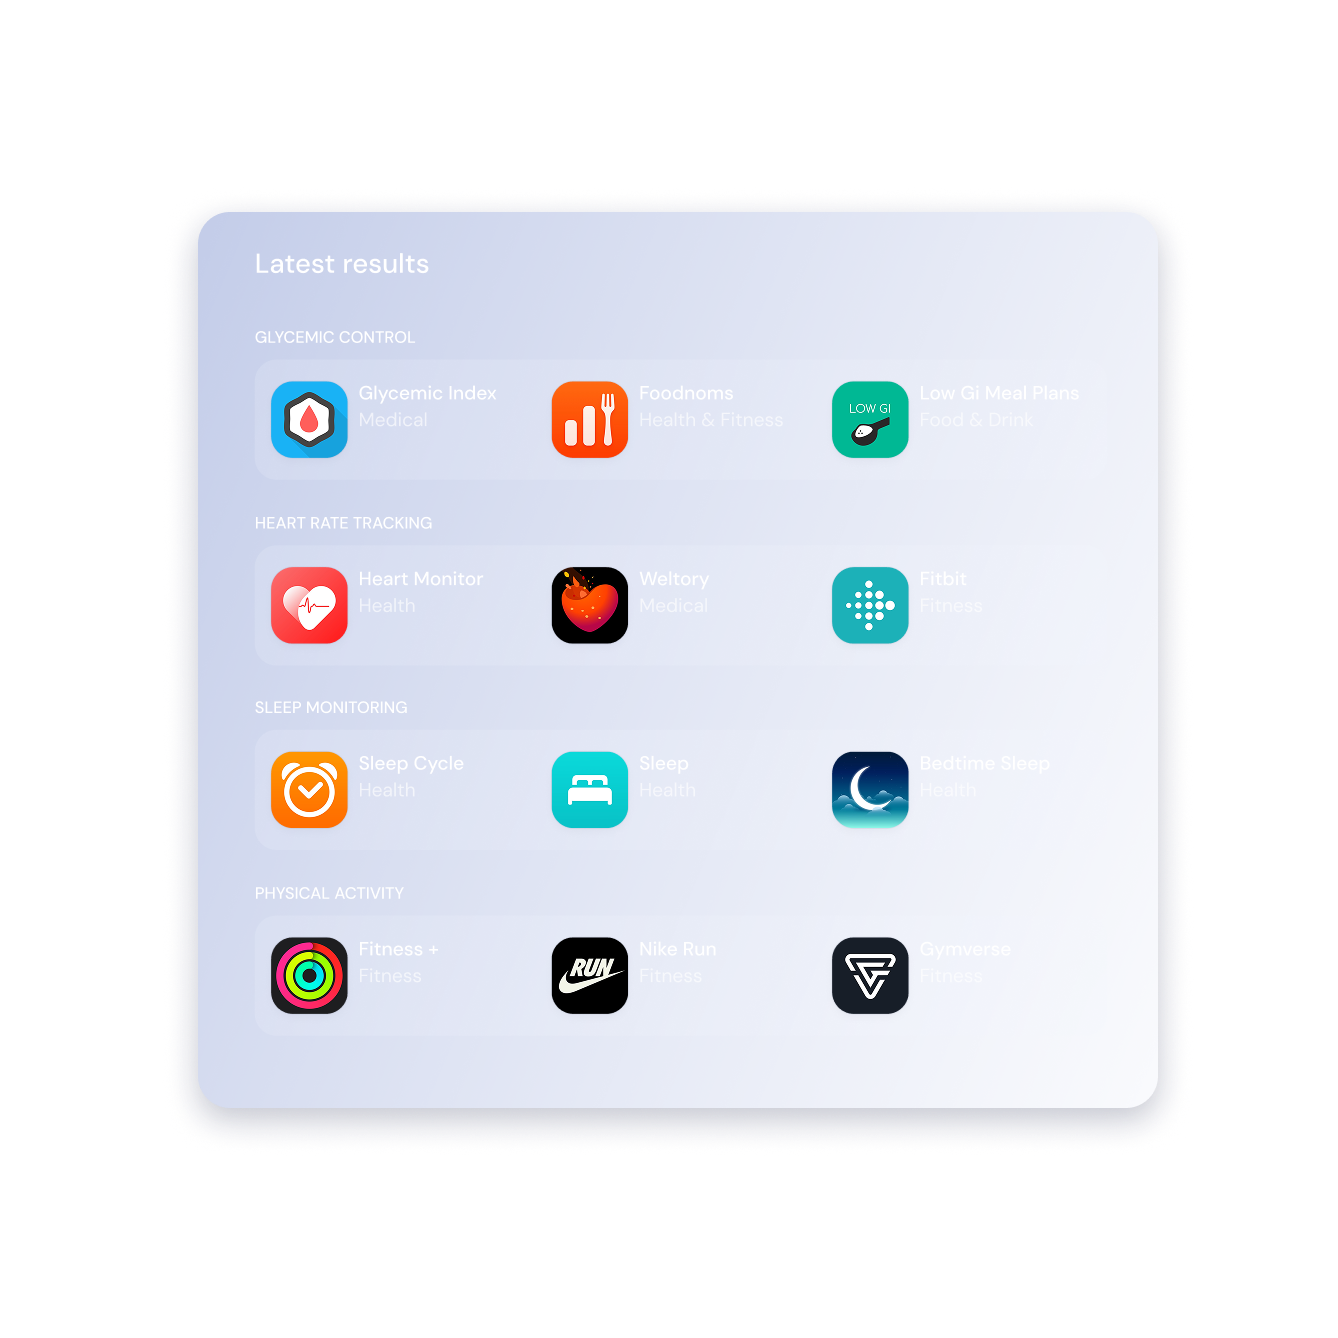 Latest results
GLYCEMIC CONTROL
Glycemic Index
Medical
Foodnoms
Health & Fitness
LOW GI
Low Gi Meal Plans
Food & Drink
HEART RATE TRACKING
Heart Monitor
Health
Weltory
Medical
Fitbit
Fitness
SLEEP MONITORING
Sleep Cycle
Health
Sleep
Health
Bedtime Sleep
Health
PHYSICAL ACTIVITY
Fitness +
Fitness
RUN
Nike Run
Fitness
Gymverse
Fitness